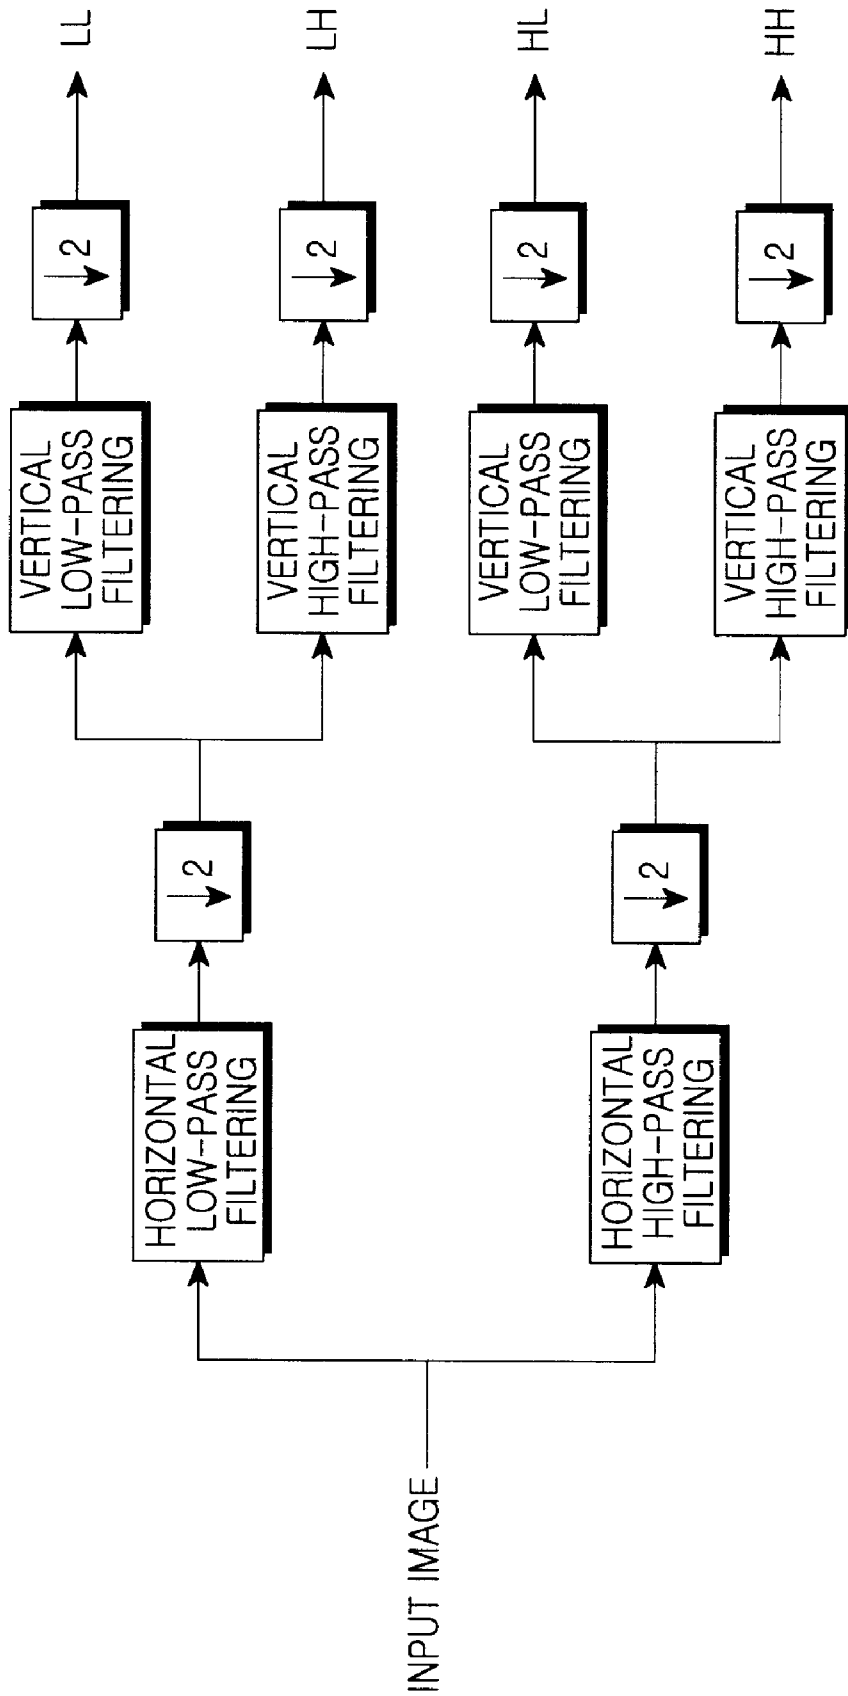 INPUT IMAGE
HORIZONTAL
LOW-PASS
FILTERING
2
VERTICAL
LOW-PASS
FILTERING
2
LL
VERTICAL
HIGH-PASS
FILTERING
2
LH
HORIZONTAL
HIGH-PASS
FILTERING
2
VERTICAL
LOW-PASS
FILTERING
2
HL
VERTICAL
HIGH-PASS
FILTERING
2
HH